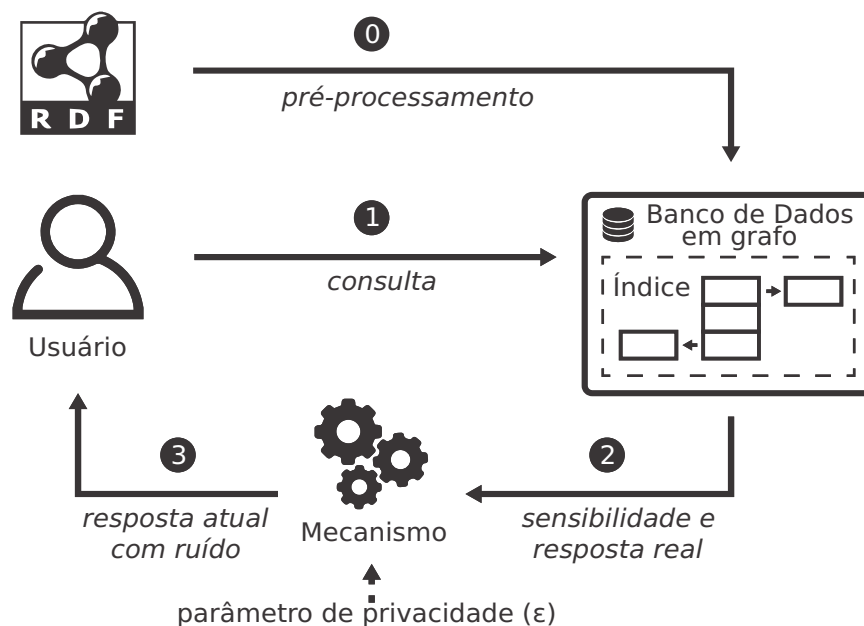 0
R D F
pré-processamento
1
Banco de Dados
em grafo
consulta
Índice
Usuário
3
2
resposta atual
com ruído
Mecanismo
sensibilidade e
resposta real
parâmetro de privacidade (ε)